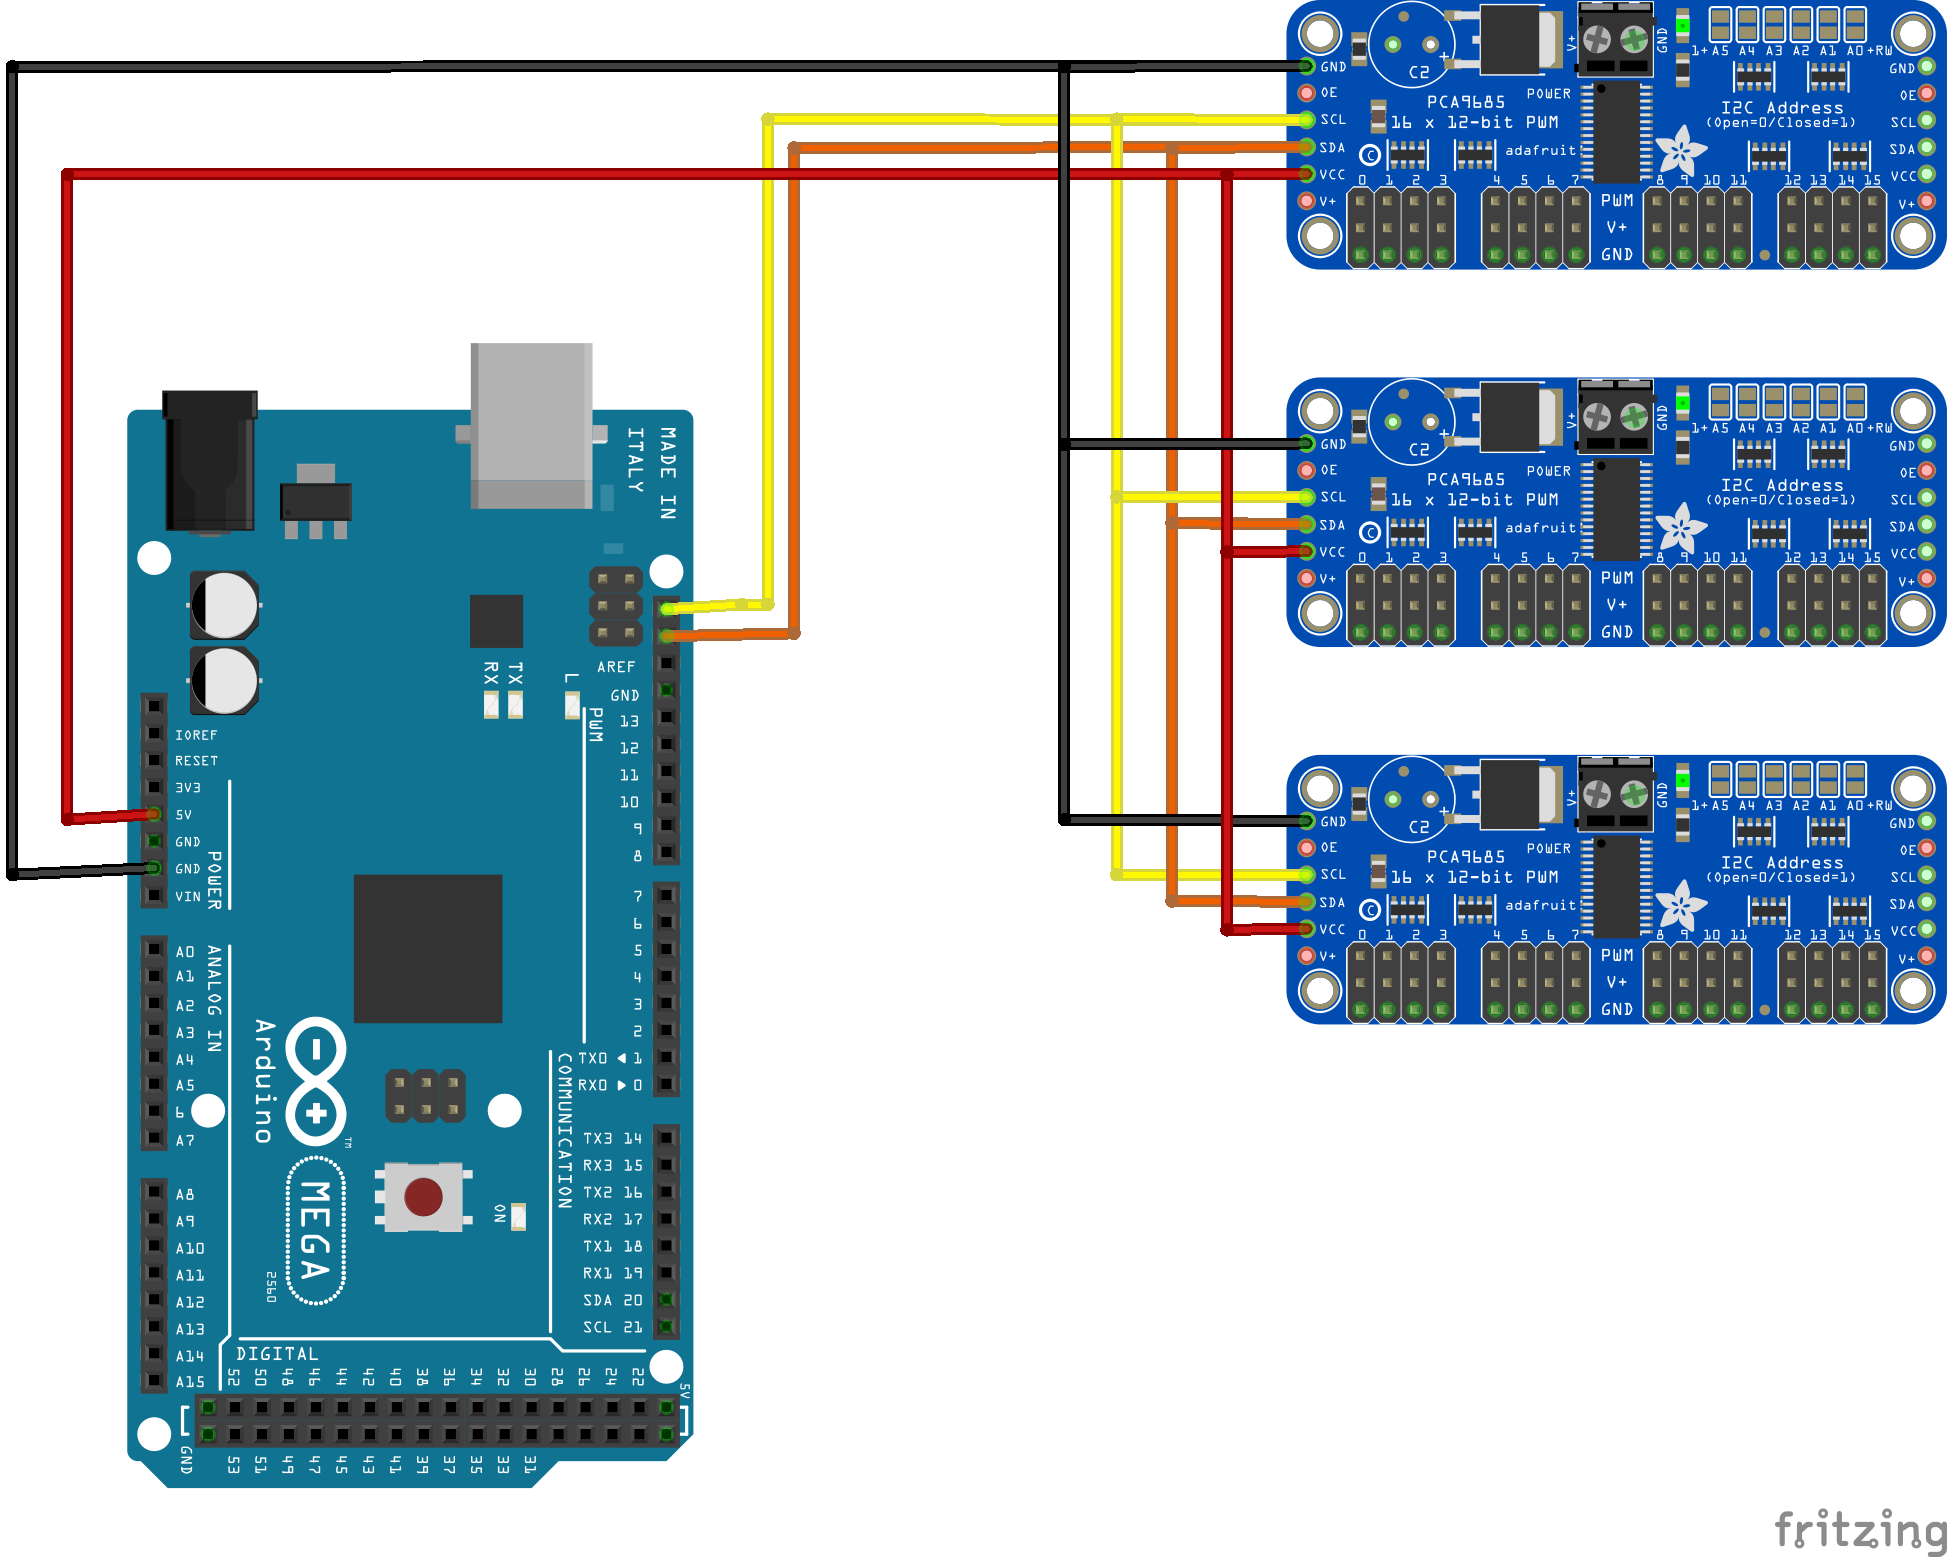 1+ A5 A4 A3 A2 A1 A0 +RW
V+
GND
C2
+
GND
OE
SCL
SDA
VCC
V+
PCA9685
16 x 12-bit PWM
POWER
adafruit
I2C Address
(Open=0/Closed=1)
GND
OE
SCL
SDA
VCC
V+
0 1 2 3 4 5 6 7 8 9 10 11 12 13 14 15
PWM
V+
GND
1+ A5 A4 A3 A2 A1 A0 +RW
V+
GND
C2
+
GND
OE
SCL
SDA
VCC
V+
PCA9685
16 x 12-bit PWM
POWER
adafruit
I2C Address
(Open=0/Closed=1)
GND
OE
SCL
SDA
VCC
V+
0 1 2 3 4 5 6 7 8 9 10 11 12 13 14 15
PWM
V+
GND
1+ A5 A4 A3 A2 A1 A0 +RW
V+
GND
C2
+
GND
OE
SCL
SDA
VCC
V+
PCA9685
16 x 12-bit PWM
POWER
adafruit
I2C Address
(Open=0/Closed=1)
GND
OE
SCL
SDA
VCC
V+
0 1 2 3 4 5 6 7 8 9 10 11 12 13 14 15
PWM
V+
GND
MADE IN
ITALY
RX
TX
L
AREF
GND
13
12
11
10
9
8
PWM
7
6
5
4
3
2
TX0 ◀ 1
RX0 ▶ 0
COMMUNICATION
TX3 14
RX3 15
TX2 16
RX2 17
TX1 18
RX1 19
SDA 20
SCL 21
IOREF
RESET
3V3
5V
GND
GND
VIN
POWER
A0
A1
A2
A3
A4
A5
6
A7
ANALOG IN
A8
A9
A10
A11
A12
A13
A14
A15
Arduino
TM
MEGA
2560
ON
DIGITAL
52 50 48 46 44 42 40 38 36 34 32 30 28 26 24 22
5V
GND
53 51 49 47 45 43 41 39 37 35 33 31
fritzing